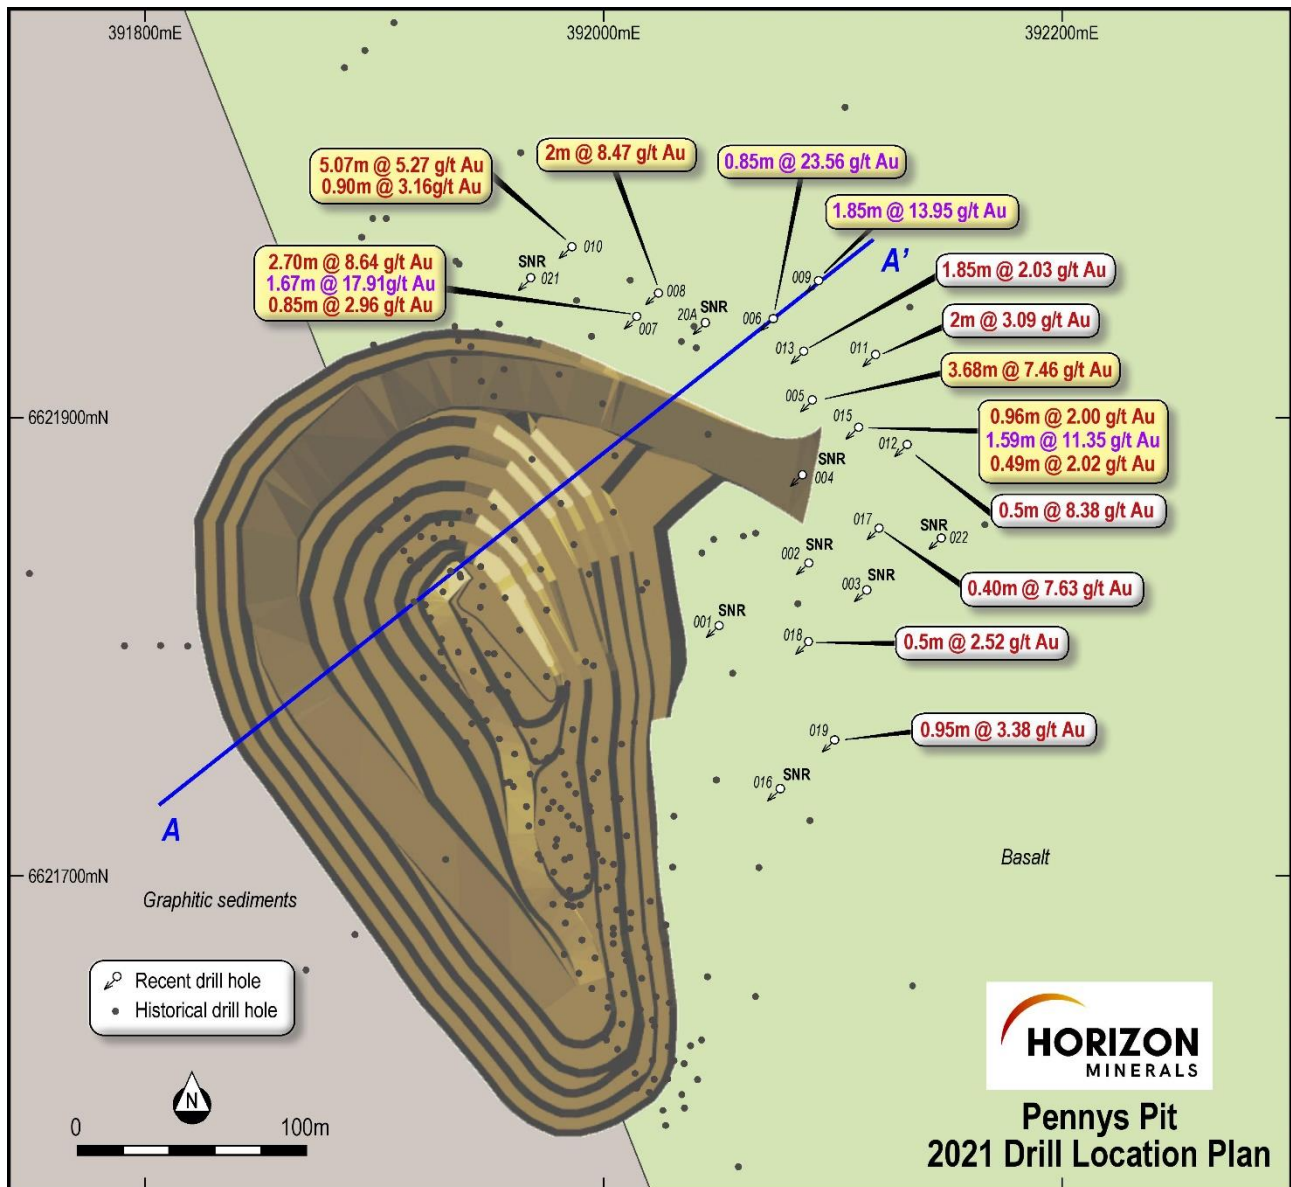 391800mE
392000mE
392200mE
5.07m @ 5.27 g/t Au
0.90m @ 3.16g/t Au
2m @ 8.47 g/t Au
0.85m @ 23.56 g/t Au
1.85m @ 13.95 g/t Au
2.70m @ 8.64 g/t Au
1.67m @ 17.91g/t Au
0.85m @ 2.96 g/t Au
010
SNR
021
008
007
SNR
20A
006
009
A'
1.85m @ 2.03 g/t Au
013
011
2m @ 3.09 g/t Au
005
3.68m @ 7.46 g/t Au
6621900mN
015
012
0.96m @ 2.00 g/t Au
1.59m @ 11.35 g/t Au
0.49m @ 2.02 g/t Au
SNR
004
0.5m @ 8.38 g/t Au
017
SNR
022
002
SNR
003
SNR
0.40m @ 7.63 g/t Au
001
SNR
018
0.5m @ 2.52 g/t Au
019
0.95m @ 3.38 g/t Au
016
SNR
A
Basalt
6621700mN
Graphitic sediments
Recent drill hole
Historical drill hole
N
0
100m
HORIZON
MINERALS
Pennys Pit
2021 Drill Location Plan